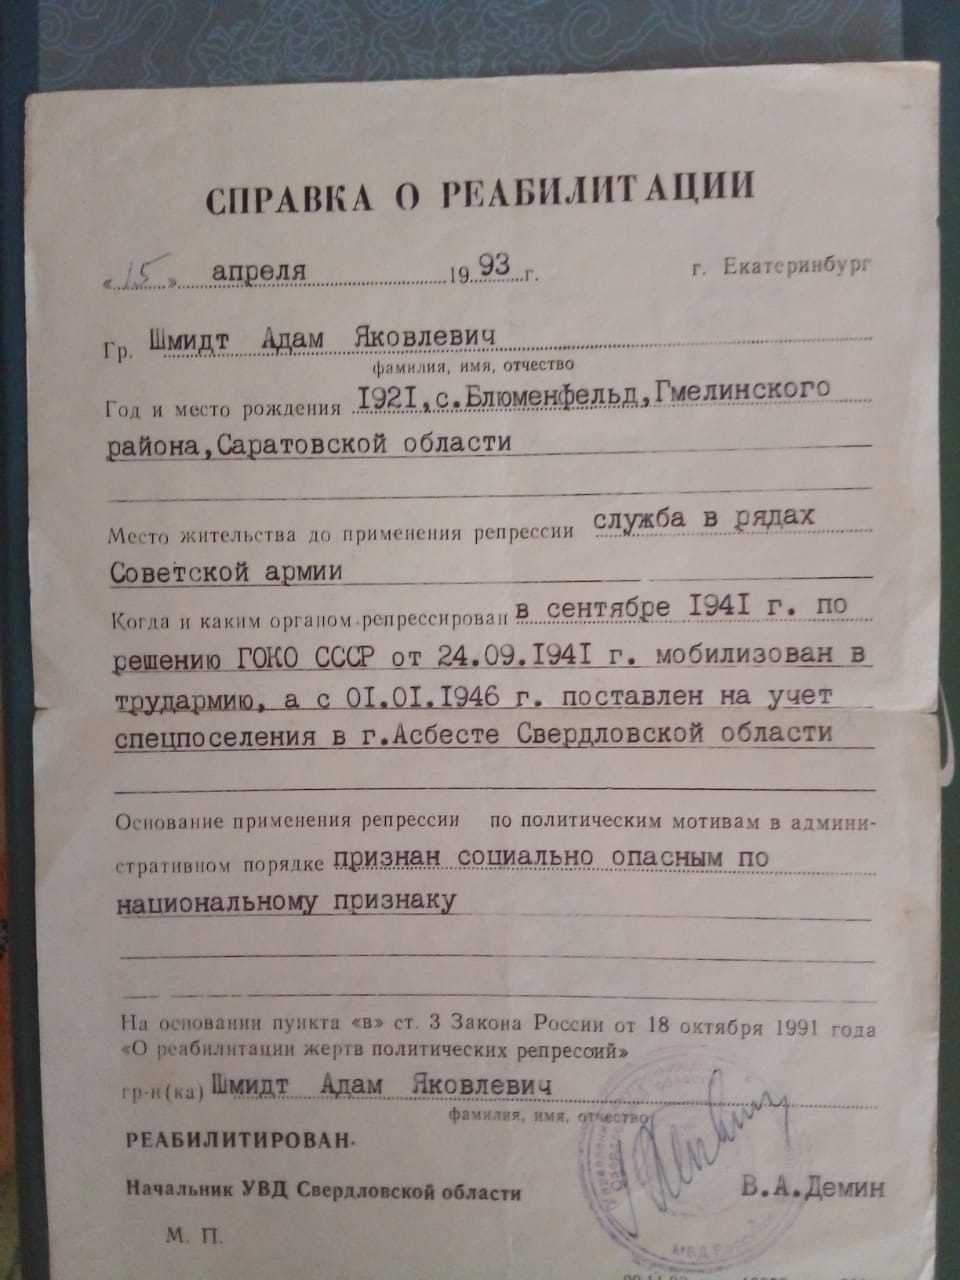 СПРАВКА О РЕАБИЛИТАЦИИ
«15» апреля 1993 г. г. Екатеринбург
Гр. Шмидт Адам Яковлевич
фамилия, имя, отчество
Год и место рождения 1921, с.Блюменфельд,Гмелинского
района,Саратовской области
Место жительства до применения репрессии служба в рядах
Советской армии
Когда и каким органом репрессирован в сентябре 1941 г. по
решению ГОКО СССР от 24.09.1941 г. мобилизован в
трудармию, а с 01.01.1946 г. поставлен на учет
спецпоселения в г.Асбесте Свердловской области
Основание применения репрессии по политическим мотивам в админи-
стративном порядке признан социально опасным по
национальному признаку
На основании пункта «в» ст. 3 Закона России от 18 октября 1991 года
«О реабилитации жертв политических репрессий»
гр-н(ка) Шмидт Адам Яковлевич
фамилия, имя, отчество
РЕАБИЛИТИРОВАН.
Начальник УВД Свердловской области В.А.Демин
М. П.
МВД России